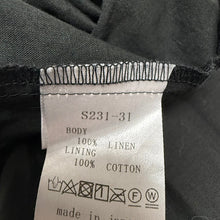 S231-31
BODY
100% LINEN
LINING
100% COTTON
made in